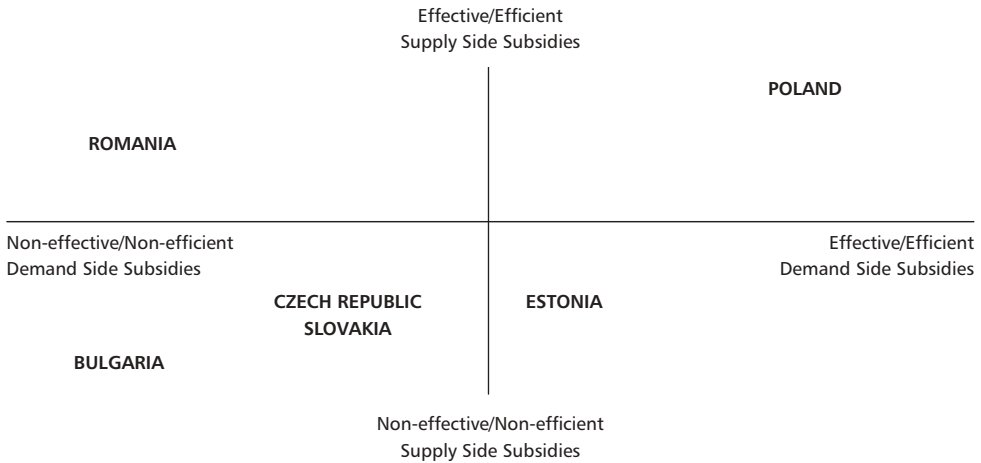 Effective/Efficient
Supply Side Subsidies
POLAND
ROMANIA
Non-effective/Non-efficient
Demand Side Subsidies
Effective/Efficient
Demand Side Subsidies
CZECH REPUBLIC
SLOVAKIA
ESTONIA
BULGARIA
Non-effective/Non-efficient
Supply Side Subsidies